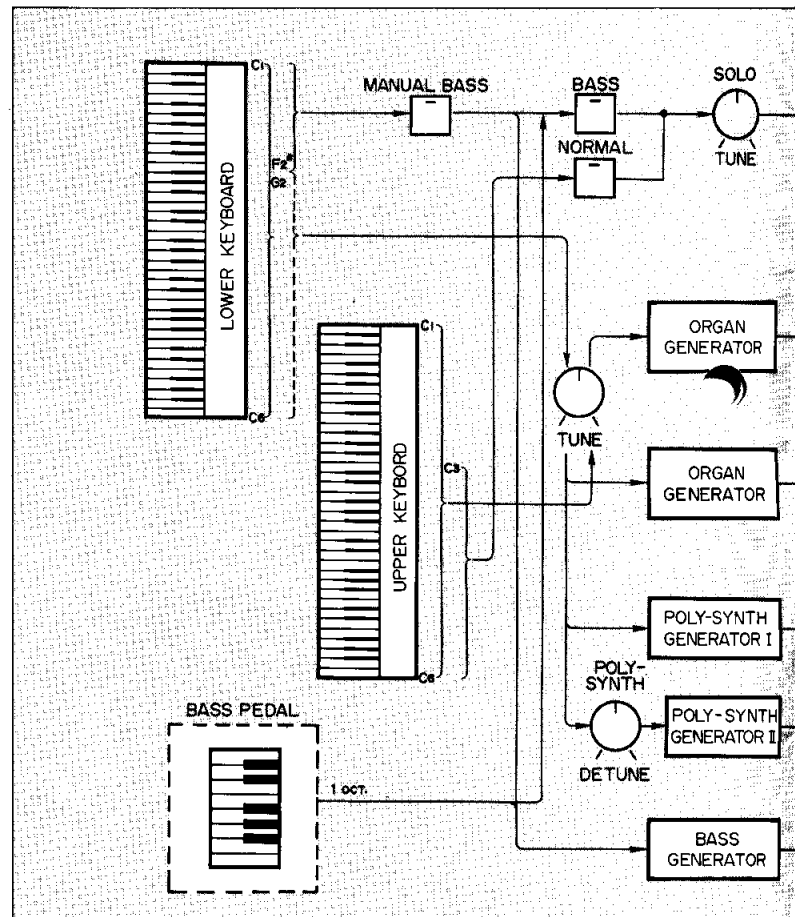 SOLO
MANUAL BASS
BASS
TUNE
NORMAL
C1
F2#
G2
LOWER KEYBOARD
C6
ORGAN
GENERATOR
C1
TUNE
C3
UPPER KEYBORD
ORGAN
GENERATOR
POLY-SYNTH
GENERATOR I
C6
POLY-
SYNTH
POLY-SYNTH
GENERATOR II
DETUNE
BASS PEDAL
1 OCT.
BASS
GENERATOR